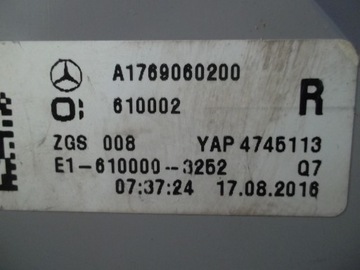 A1769060200
O: 610002 R
ZGS 008 YAP 4745113
E1-610000--3252 Q7
07:37:24 17.08.2016